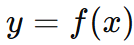 y = f(x)